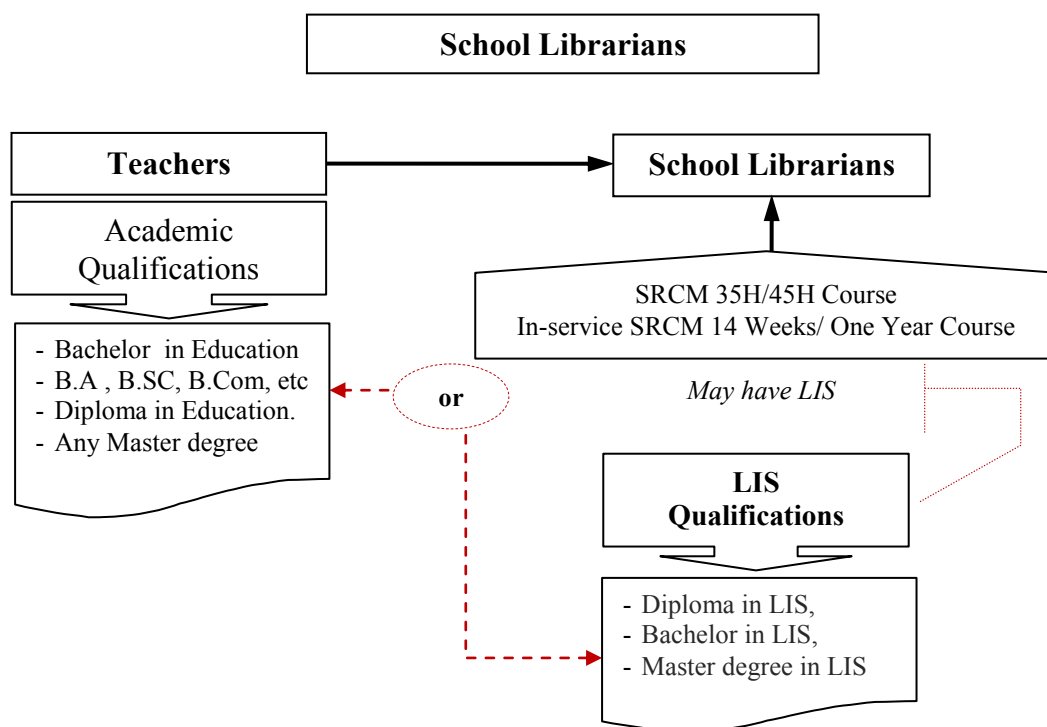 School Librarians
Teachers
School Librarians
Academic
Qualifications
SRCM 35H/45H Course
In-service SRCM 14 Weeks/ One Year Course
- Bachelor in Education
- B.A , B.SC, B.Com, etc
- Diploma in Education.
- Any Master degree
or
May have LIS
LIS
Qualifications
- Diploma in LIS,
- Bachelor in LIS,
- Master degree in LIS